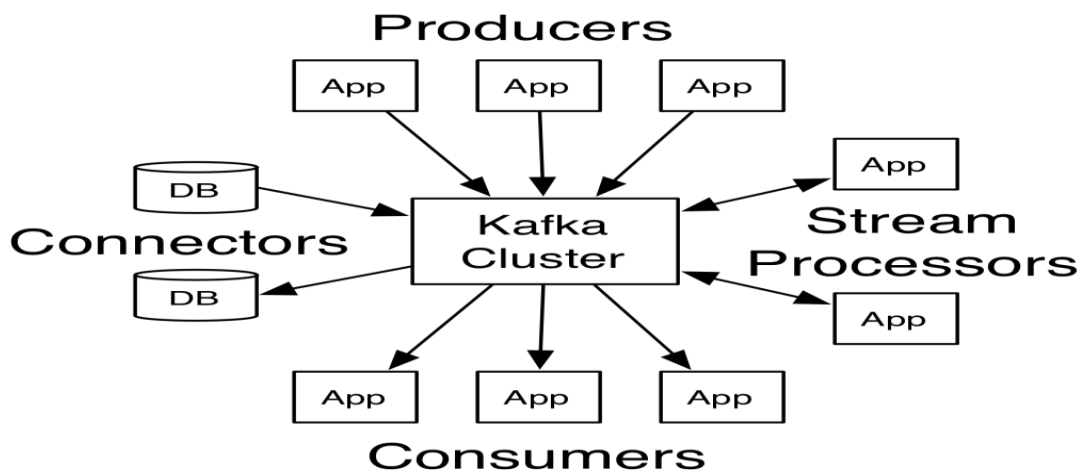 Producers
App
App
App
DB
App
Kafka
Cluster
Connectors
Stream
Processors
DB
App
App
App
App
Consumers